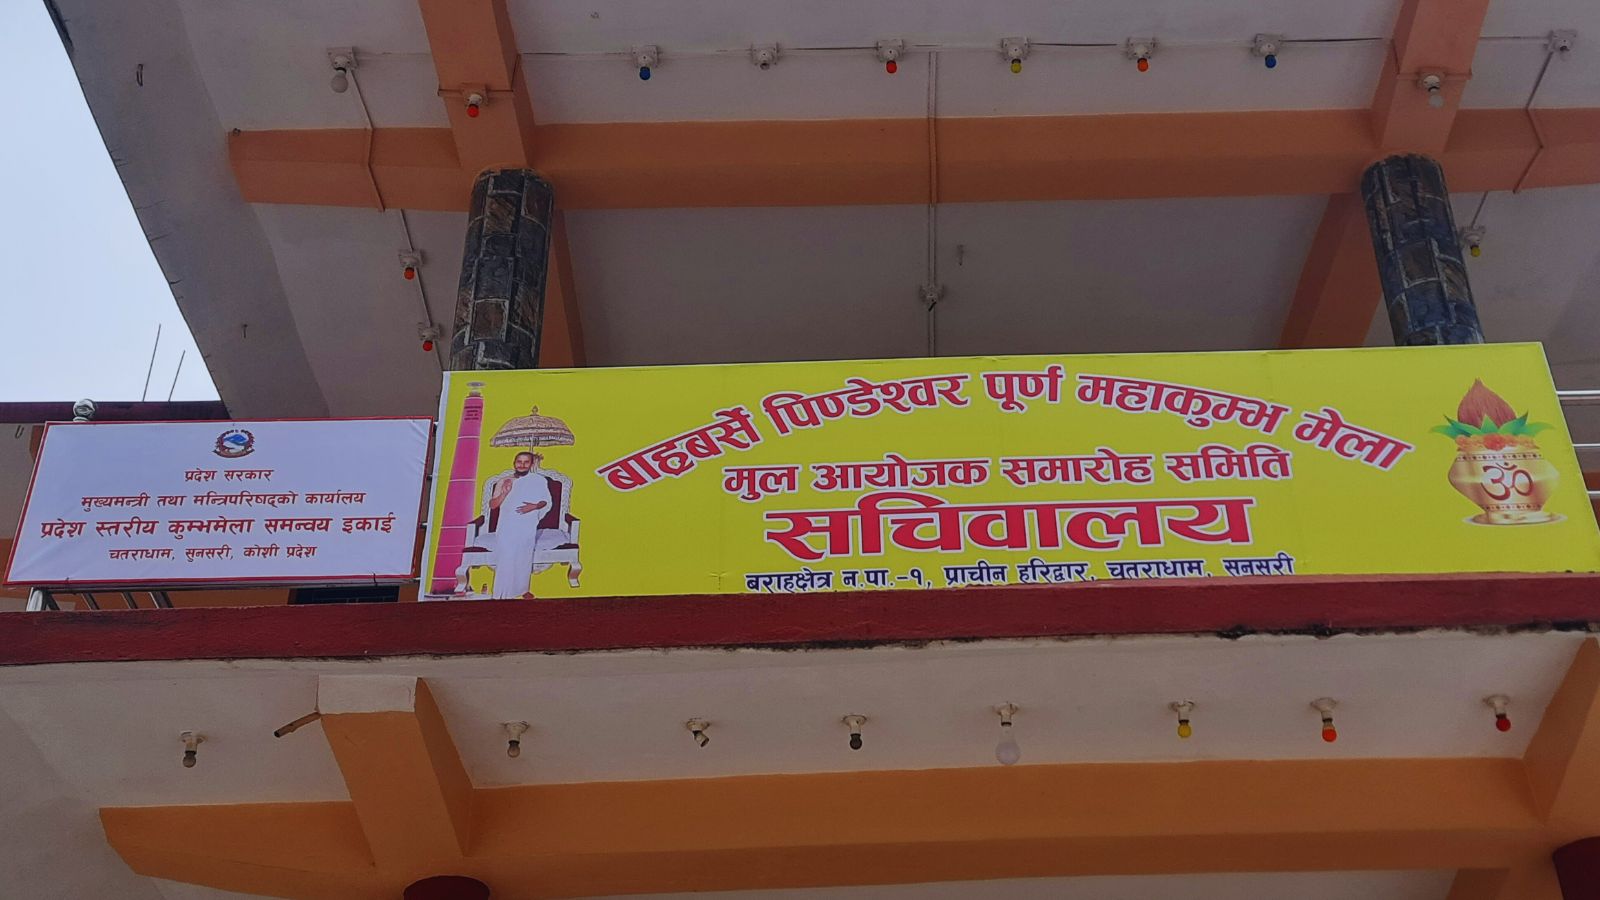 प्रदेश सरकार
मुख्यमन्त्री तथा मन्त्रिपरिषद्को कार्यालय
प्रदेश स्तरीय कुम्भमेला समन्वय इकाई
चतराधाम, सुनसरी, कोशी प्रदेश
बाह्रबर्से पिण्डेश्वर पूर्ण महाकुम्भ मेला
मुल आयोजक समारोह समिति
सचिवालय
बराहक्षेत्र न.पा.-१, प्राचीन हरिद्वार, चतराधाम, सुनसरी
ॐ